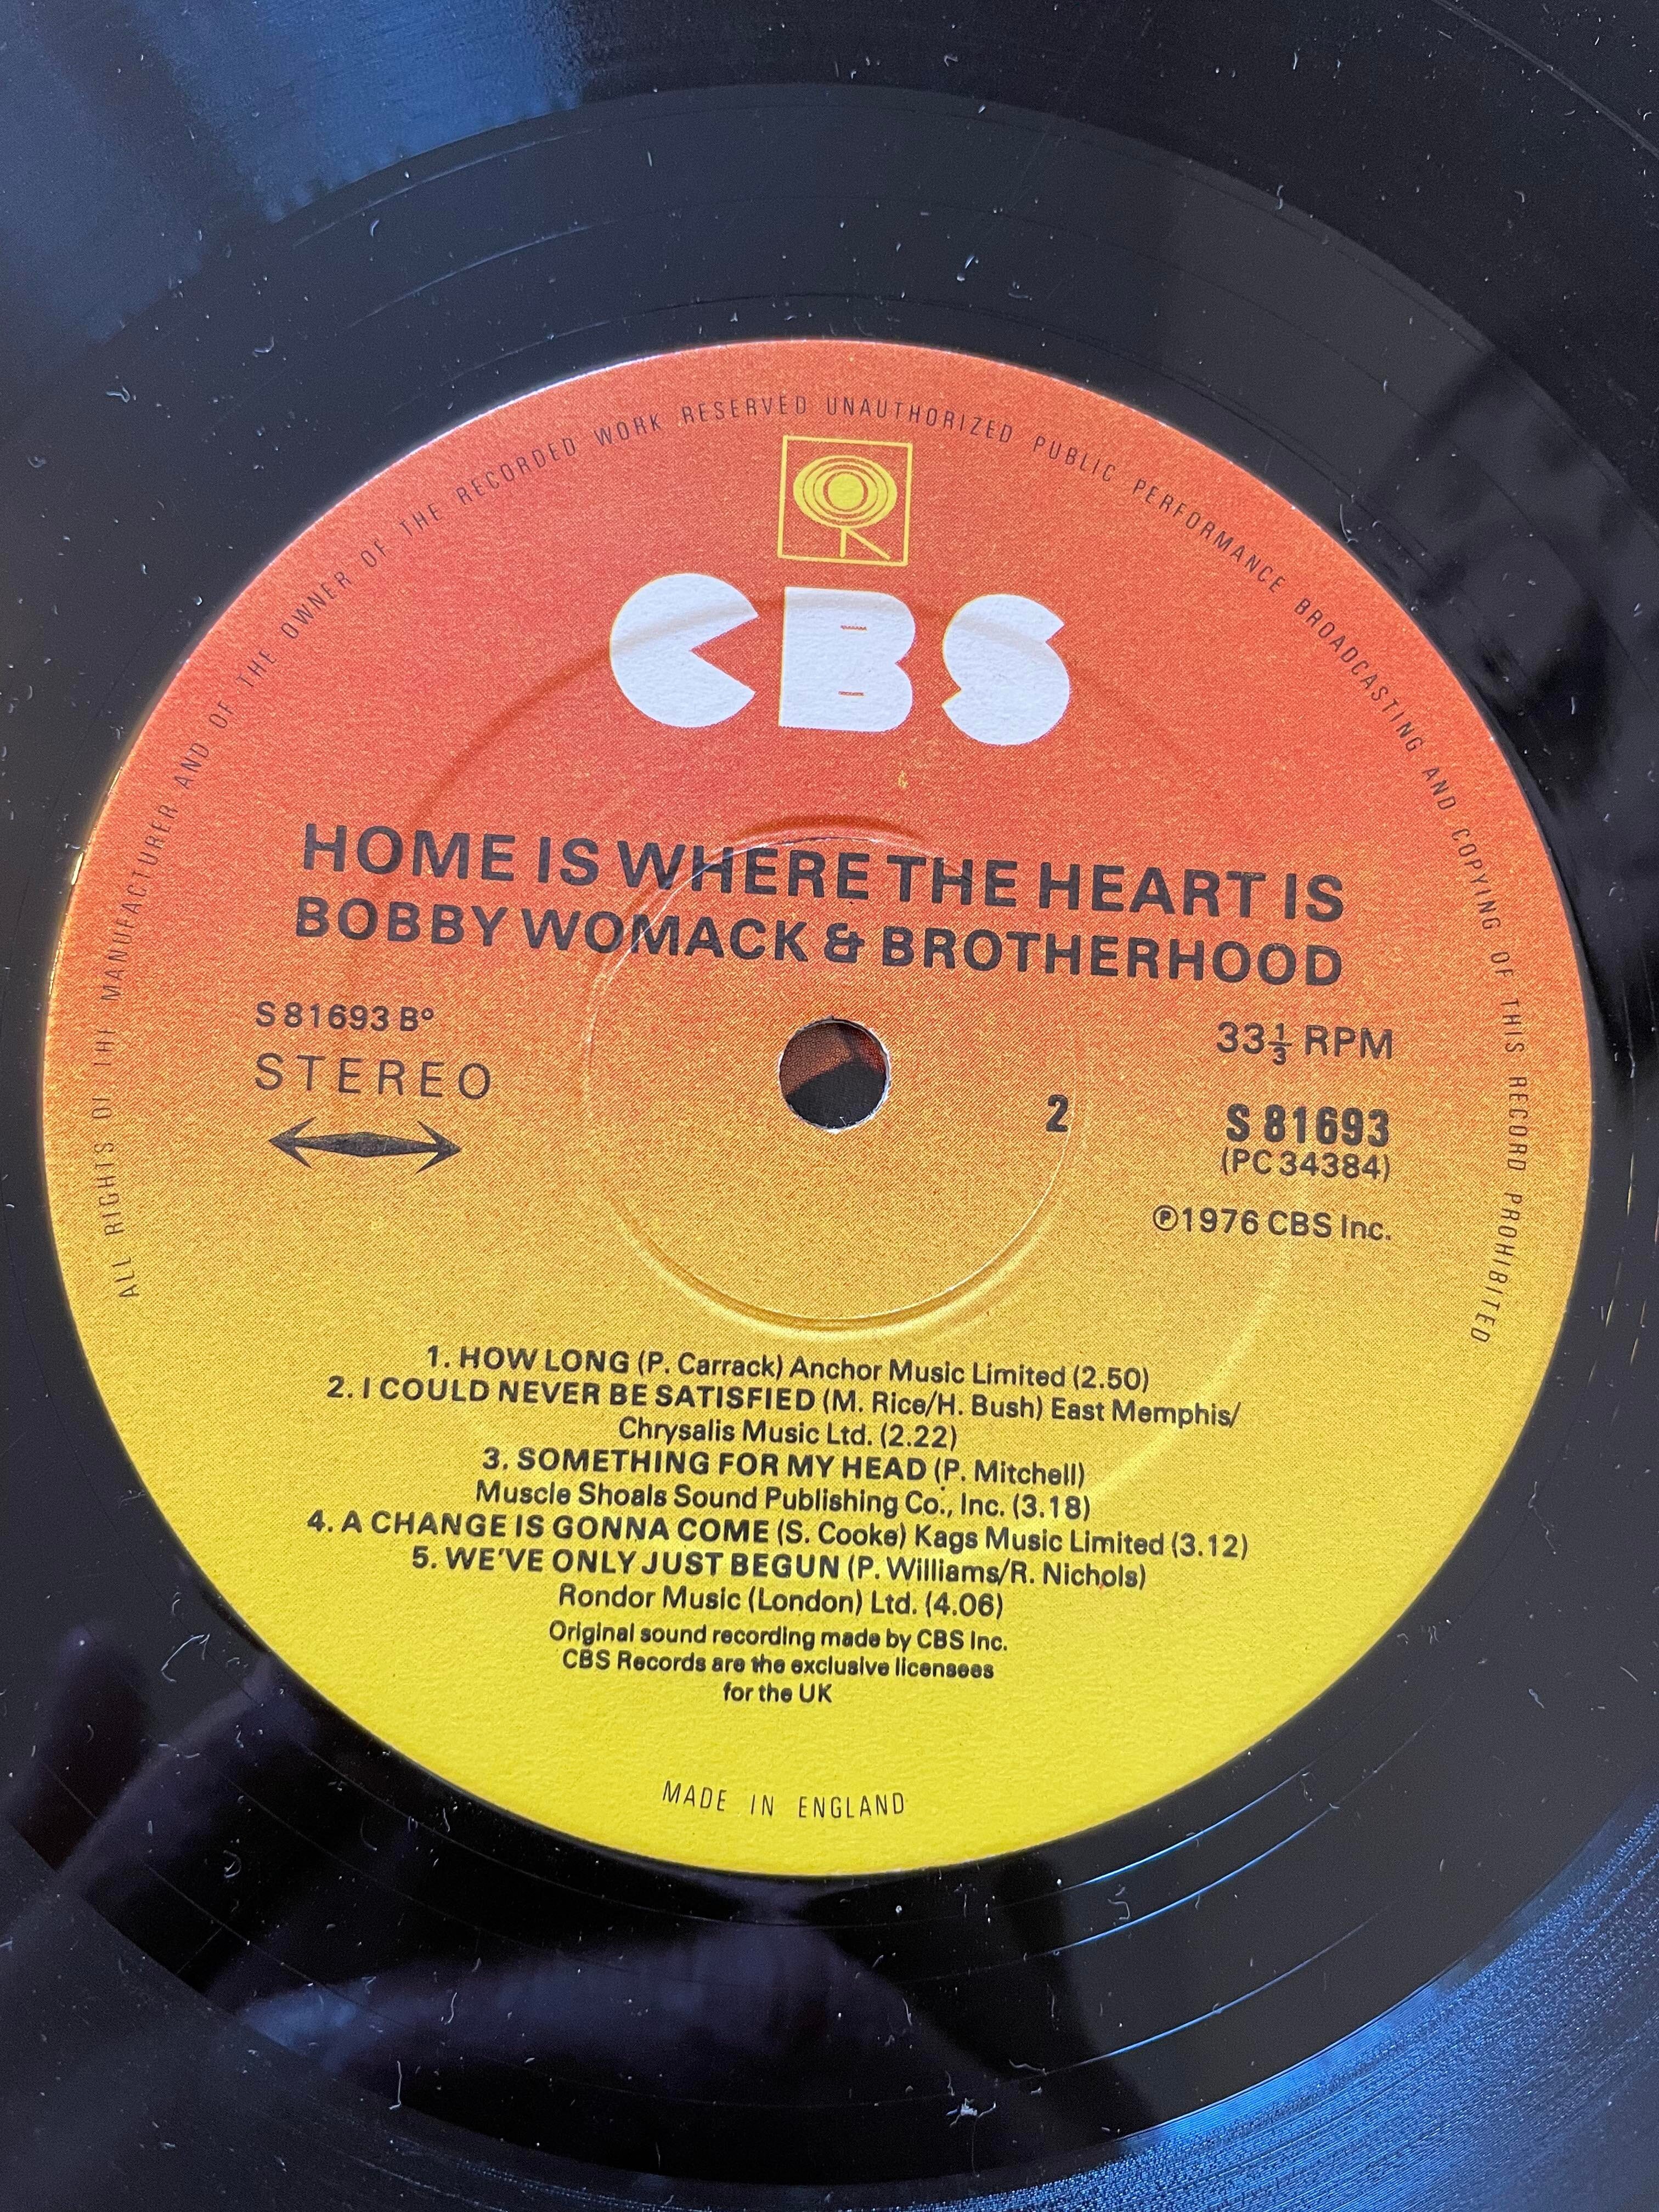 ALL RIGHTS OF THE MANUFACTURER AND OF THE OWNER OF THE RECORDED WORK RESERVED UNAUTHORIZED PUBLIC PERFORMANCE BROADCASTING AND COPYING OF THIS RECORD PROHIBITED
CBS
HOME IS WHERE THE HEART IS
BOBBY WOMACK & BROTHERHOOD
S 81693 B°
STEREO
33⅓ RPM
2
S 81693
(PC 34384)
℗1976 CBS Inc.
1. HOW LONG (P. Carrack) Anchor Music Limited (2.50)
2. I COULD NEVER BE SATISFIED (M. Rice/H. Bush) East Memphis/
Chrysalis Music Ltd. (2.22)
3. SOMETHING FOR MY HEAD (P. Mitchell)
Muscle Shoals Sound Publishing Co., Inc. (3.18)
4. A CHANGE IS GONNA COME (S. Cooke) Kags Music Limited (3.12)
5. WE'VE ONLY JUST BEGUN (P. Williams/R. Nichols)
Rondor Music (London) Ltd. (4.06)
Original sound recording made by CBS Inc.
CBS Records are the exclusive licensees
for the UK
MADE IN ENGLAND